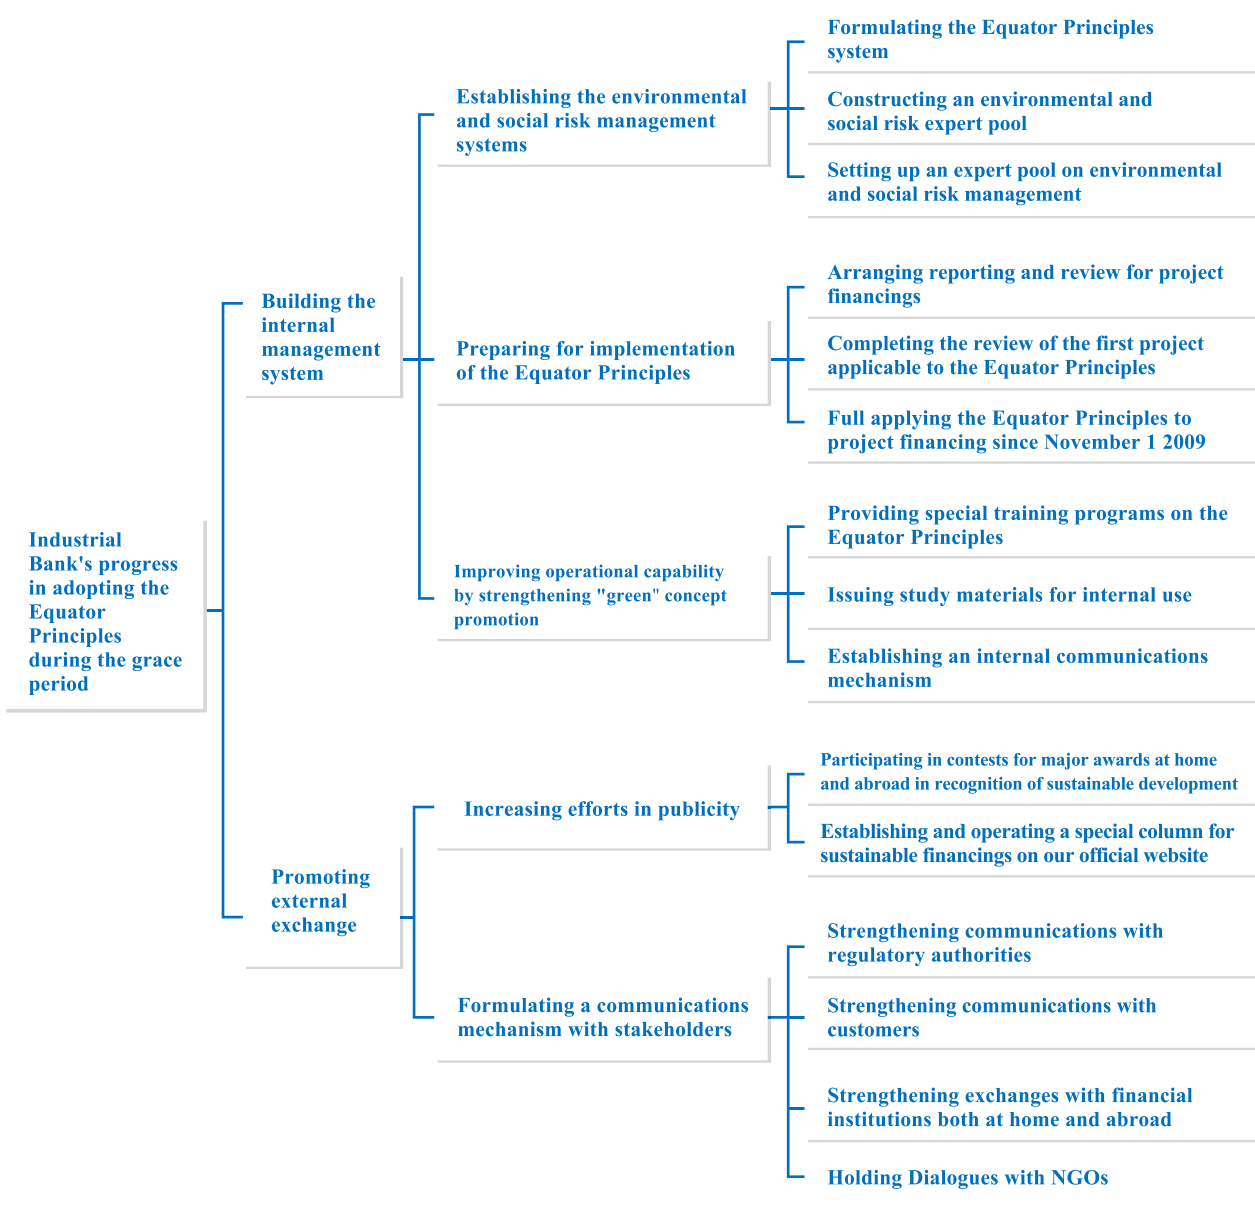 Industrial
Bank's progress
in adopting the
Equator
Principles
during the grace
period
Building the
internal
management
system
Establishing the environmental
and social risk management
systems
Formulating the Equator Principles
system
Constructing an environmental and
social risk expert pool
Setting up an expert pool on environmental
and social risk management
Preparing for implementation
of the Equator Principles
Arranging reporting and review for project
financings
Completing the review of the first project
applicable to the Equator Principles
Full applying the Equator Principles to
project financing since November 1 2009
Improving operational capability
by strengthening "green" concept
promotion
Providing special training programs on the
Equator Principles
Issuing study materials for internal use
Establishing an internal communications
mechanism
Promoting
external
exchange
Increasing efforts in publicity
Participating in contests for major awards at home
and abroad in recognition of sustainable development
Establishing and operating a special column for
sustainable financings on our official website
Formulating a communications
mechanism with stakeholders
Strengthening communications with
regulatory authorities
Strengthening communications with
customers
Strengthening exchanges with financial
institutions both at home and abroad
Holding Dialogues with NGOs